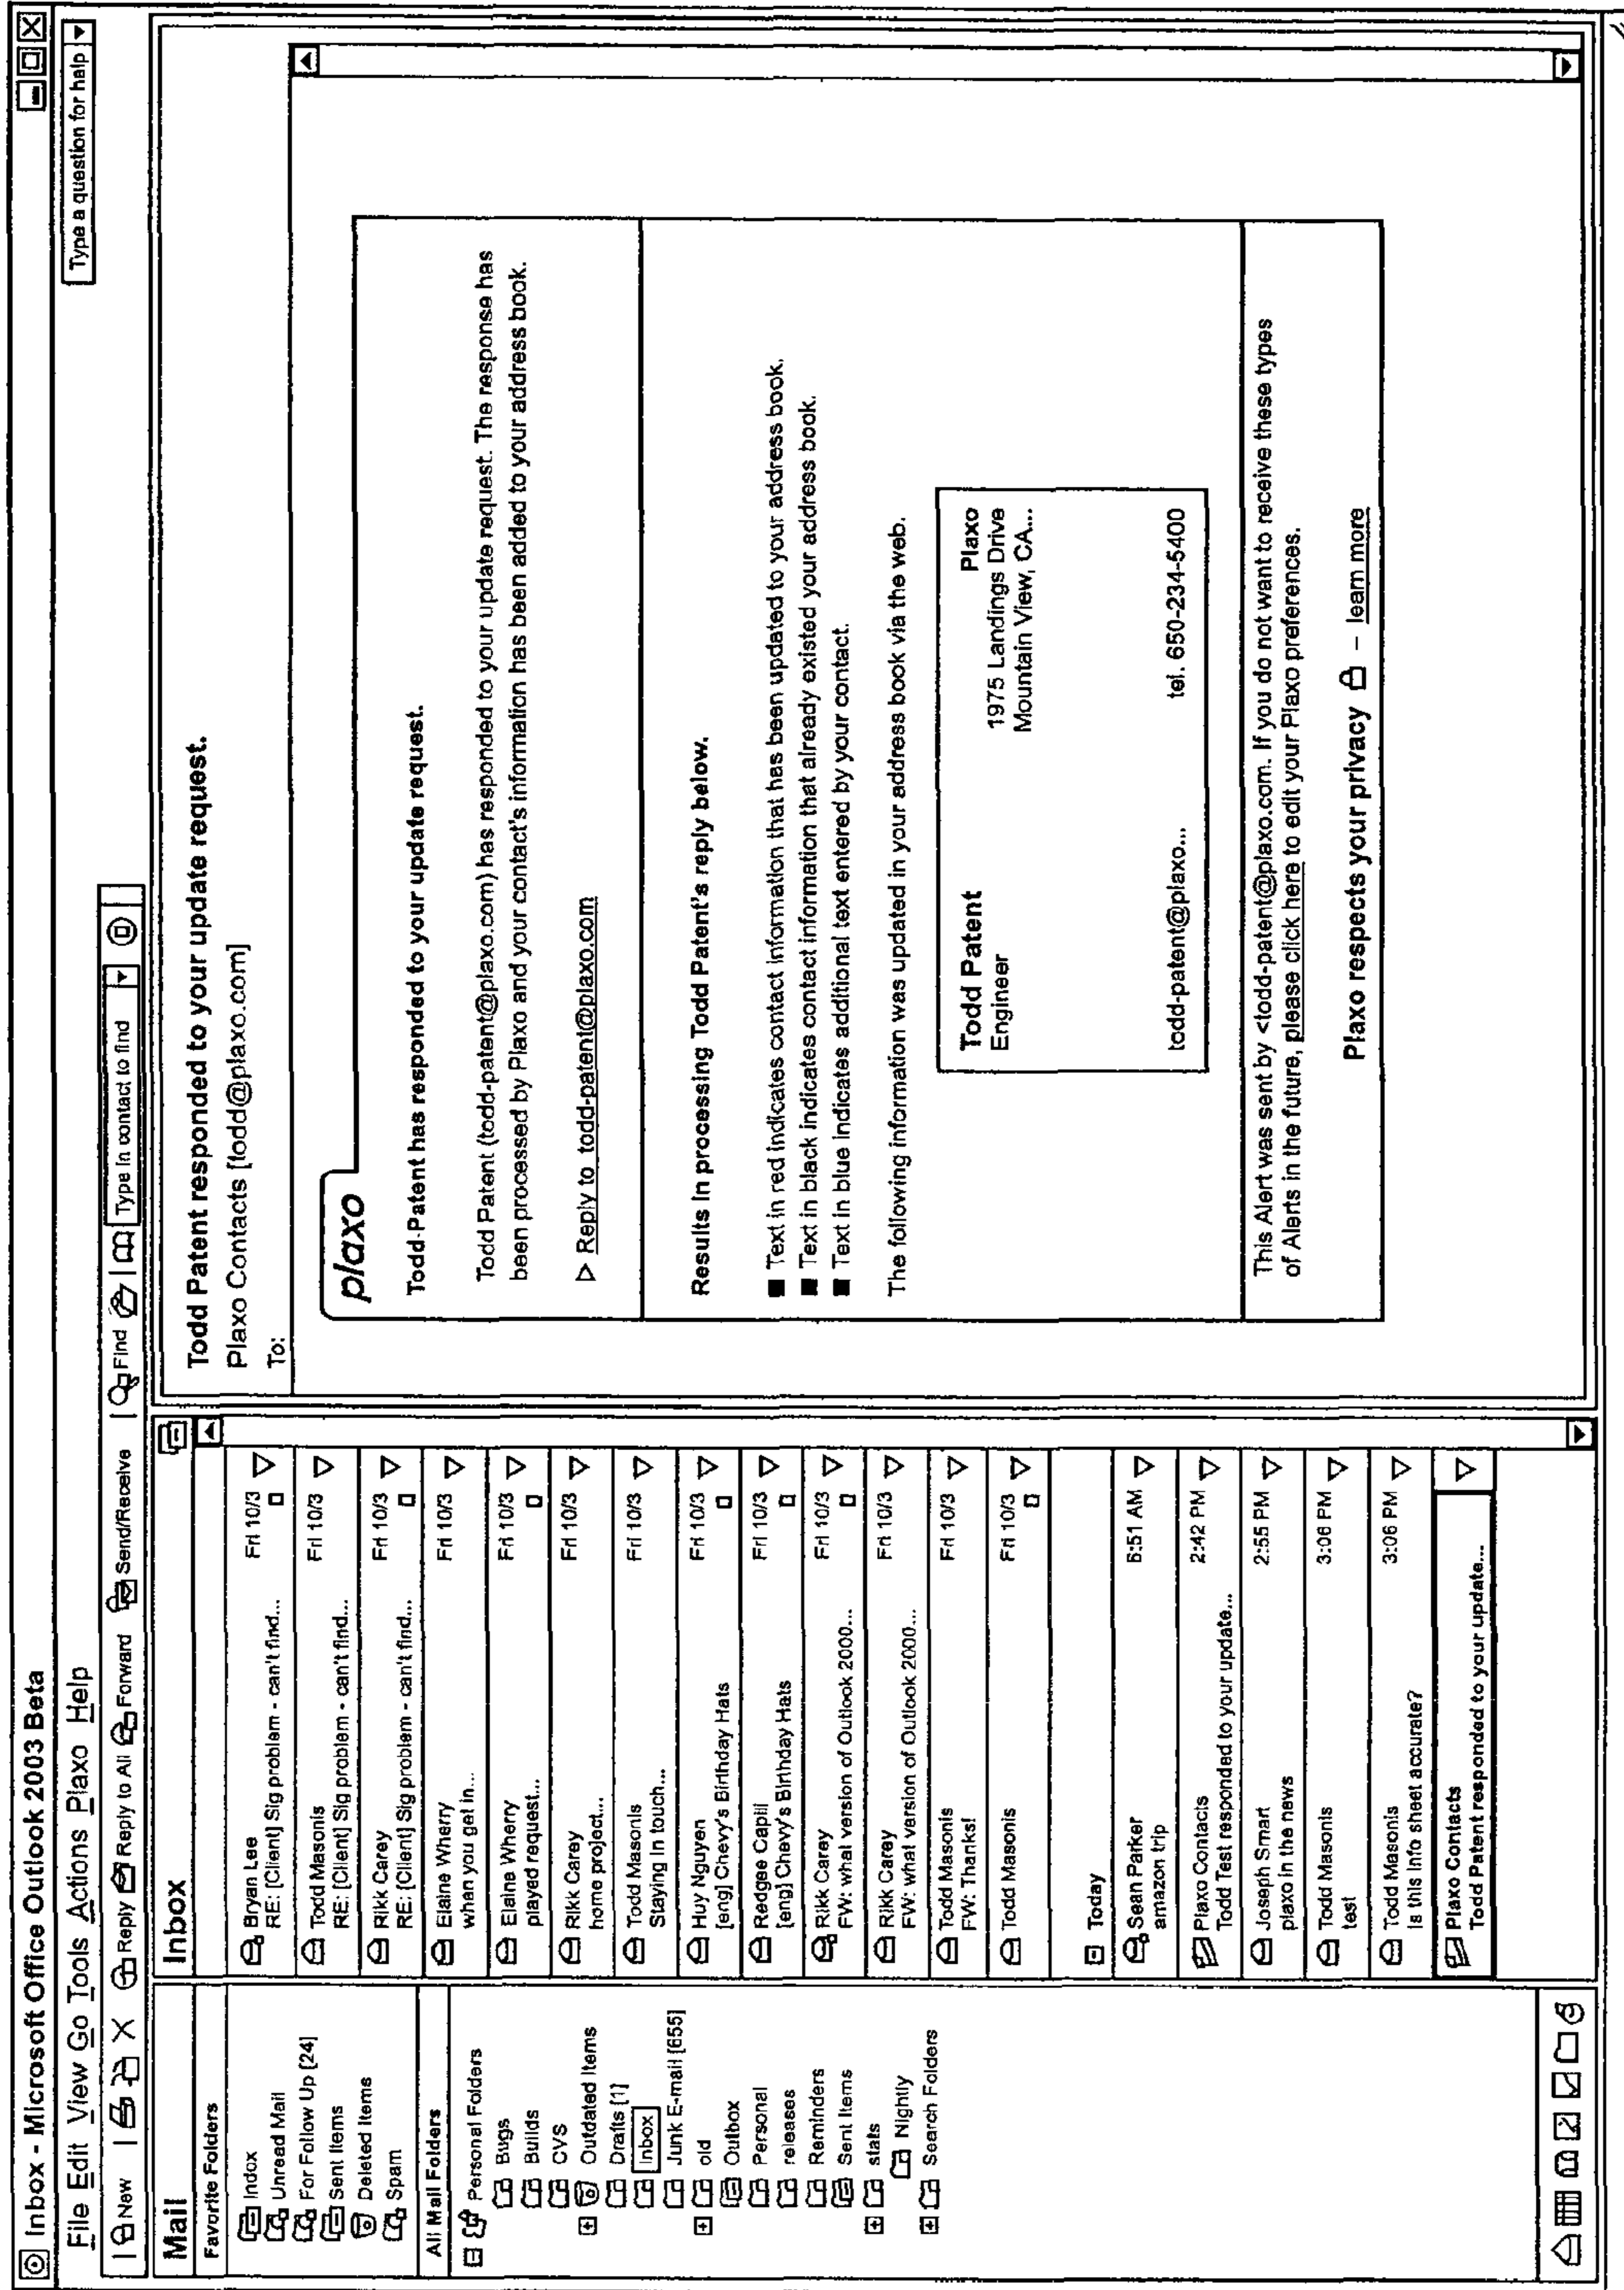 Inbox - Microsoft Office Outlook 2003 Beta
File Edit View Go Tools Actions Plaxo Help
Type a question for help
New Reply Reply to All Forward Send/Receive Find Type in contact to find
Mail
Favorite Folders
Indox
Unread Mail
For Follow Up [24]
Sent Items
Deleted Items
Spam
All Mail Folders
Personal Folders
Bugs
Builds
CVS
Outdated Items
Drafts [1]
Inbox
Junk E-mail [655]
old
Outbox
Personal
releases
Reminders
Sent Items
stats
Nightly
Search Folders
Inbox
Bryan Lee Fri 10/3
RE: [Client] Sig problem - can't find...
Todd Masonis Fri 10/3
RE: [Client] Sig problem - can't find...
Rikk Carey Fri 10/3
RE: [Client] Sig problem - can't find...
Elaine Wherry Fri 10/3
when you get in...
Elaine Wherry Fri 10/3
played request...
Rikk Carey Fri 10/3
home project...
Todd Masonis Fri 10/3
Staying in touch...
Huy Nguyen Fri 10/3
[eng] Chevy's Birthday Hats
Redgee Capili Fri 10/3
[eng] Chevy's Birthday Hats
Rikk Carey Fri 10/3
FW: what version of Outlook 2000...
Rikk Carey Fri 10/3
FW: what version of Outlook 2000...
Todd Masonis Fri 10/3
FW: Thanks!
Todd Masonis Fri 10/3
Today
Sean Parker 6:51 AM
amazon trip
Plaxo Contacts 2:42 PM
Todd Test responded to your update...
Joseph Smart 2:55 PM
plaxo in the news
Todd Masonis 3:06 PM
test
Todd Masonis 3:06 PM
Is this info sheet accurate?
Plaxo Contacts
Todd Patent responded to your update...
Todd Patent responded to your update request.
Plaxo Contacts [todd@plaxo.com]
To:
plaxo
Todd-Patent has responded to your update request.
Todd Patent (todd-patent@plaxo.com) has responded to your update request. The response has
been processed by Plaxo and your contact's information has been added to your address book.
Reply to todd-patent@plaxo.com
Results in processing Todd Patent's reply below.
Text in red indicates contact information that has been updated to your address book.
Text in black indicates contact information that already existed your address book.
Text in blue indicates additional text entered by your contact.
The following information was updated in your address book via the web.
Todd Patent Plaxo
Engineer 1975 Landings Drive
Mountain View, CA...
todd-patent@plaxo... tel. 650-234-5400
This Alert was sent by <todd-patent@plaxo.com. If you do not want to receive these types
of Alerts in the future, please click here to edit your Plaxo preferences.
Plaxo respects your privacy – learn more